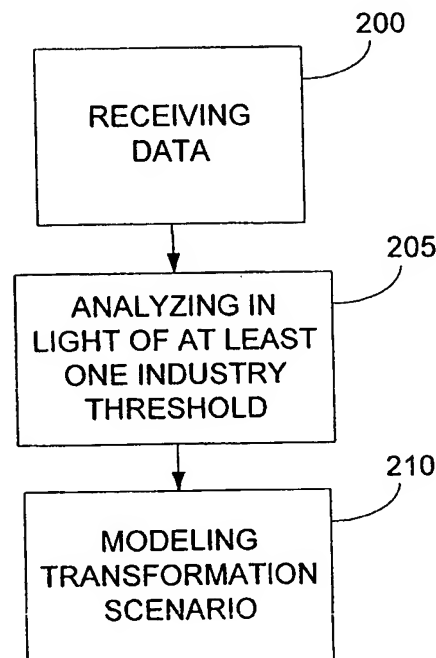 200
RECEIVING
DATA
205
ANALYZING IN
LIGHT OF AT LEAST
ONE INDUSTRY
THRESHOLD
210
MODELING
TRANSFORMATION
SCENARIO